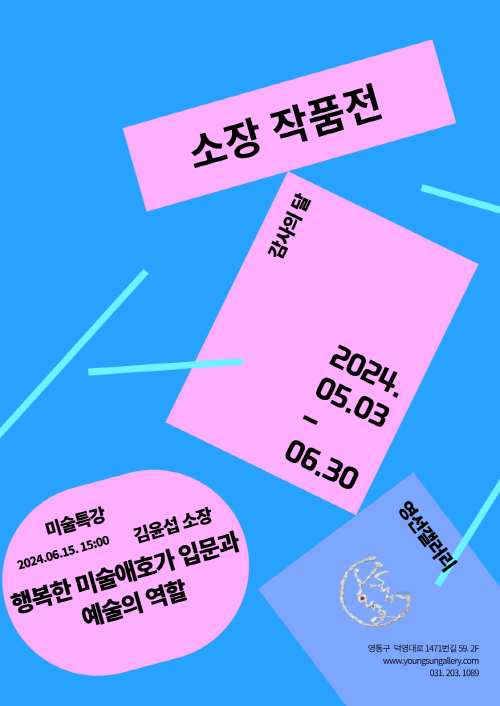 소장 작품전
감사의 달
2024.
05.03
-
06.30
미술특강
김윤섭 소장
2024.06.15. 15:00
행복한 미술애호가 입문과
예술의 역할
영선갤러리
영통구 덕영대로 1471번길 59. 2F
www.youngsungallery.com
031. 203. 1089